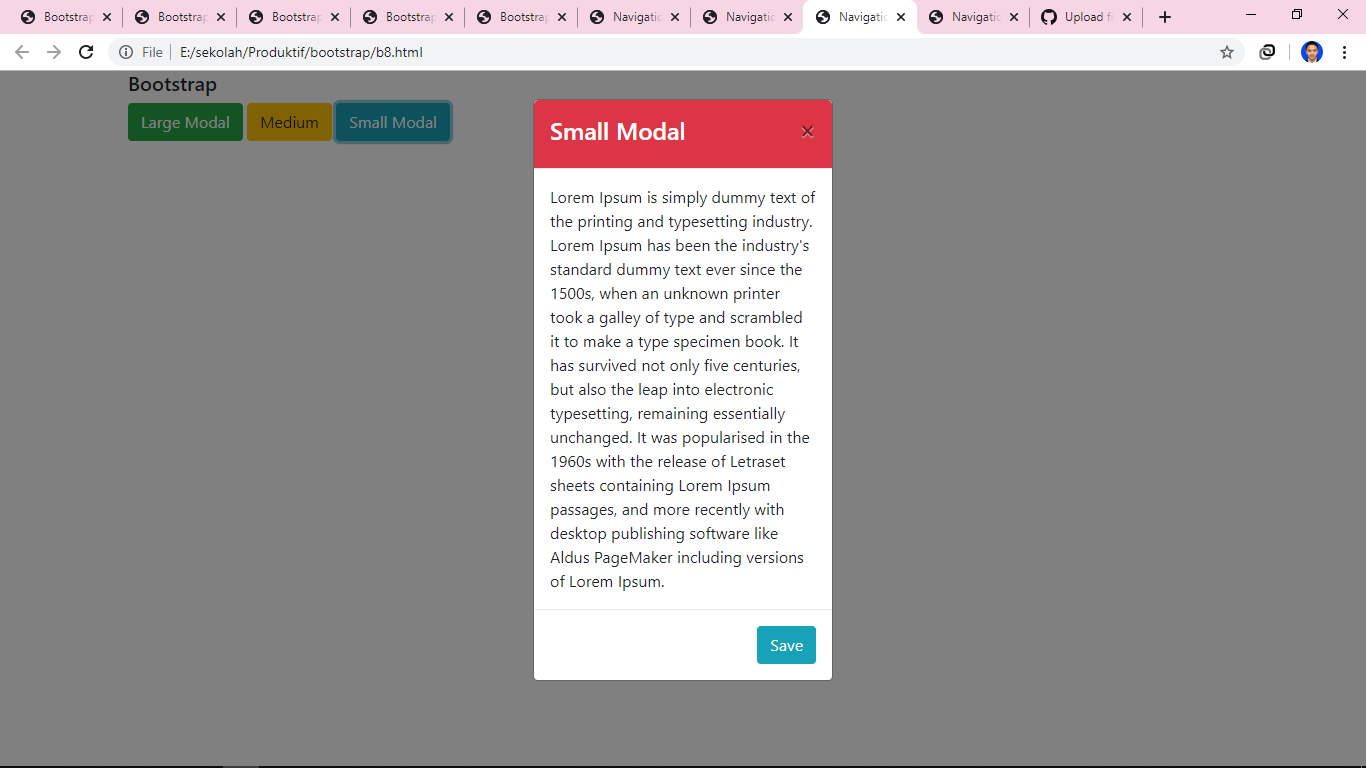 Bootstrap Bootstrap Bootstrap Bootstrap Bootstrap Navigatio Navigatio Navigatio Navigatio Upload fi
File E:/sekolah/Produktif/bootstrap/b8.html
Bootstrap
Large Modal Medium Small Modal
Small Modal ×
Lorem Ipsum is simply dummy text of
the printing and typesetting industry.
Lorem Ipsum has been the industry's
standard dummy text ever since the
1500s, when an unknown printer
took a galley of type and scrambled
it to make a type specimen book. It
has survived not only five centuries,
but also the leap into electronic
typesetting, remaining essentially
unchanged. It was popularised in the
1960s with the release of Letraset
sheets containing Lorem Ipsum
passages, and more recently with
desktop publishing software like
Aldus PageMaker including versions
of Lorem Ipsum.
Save